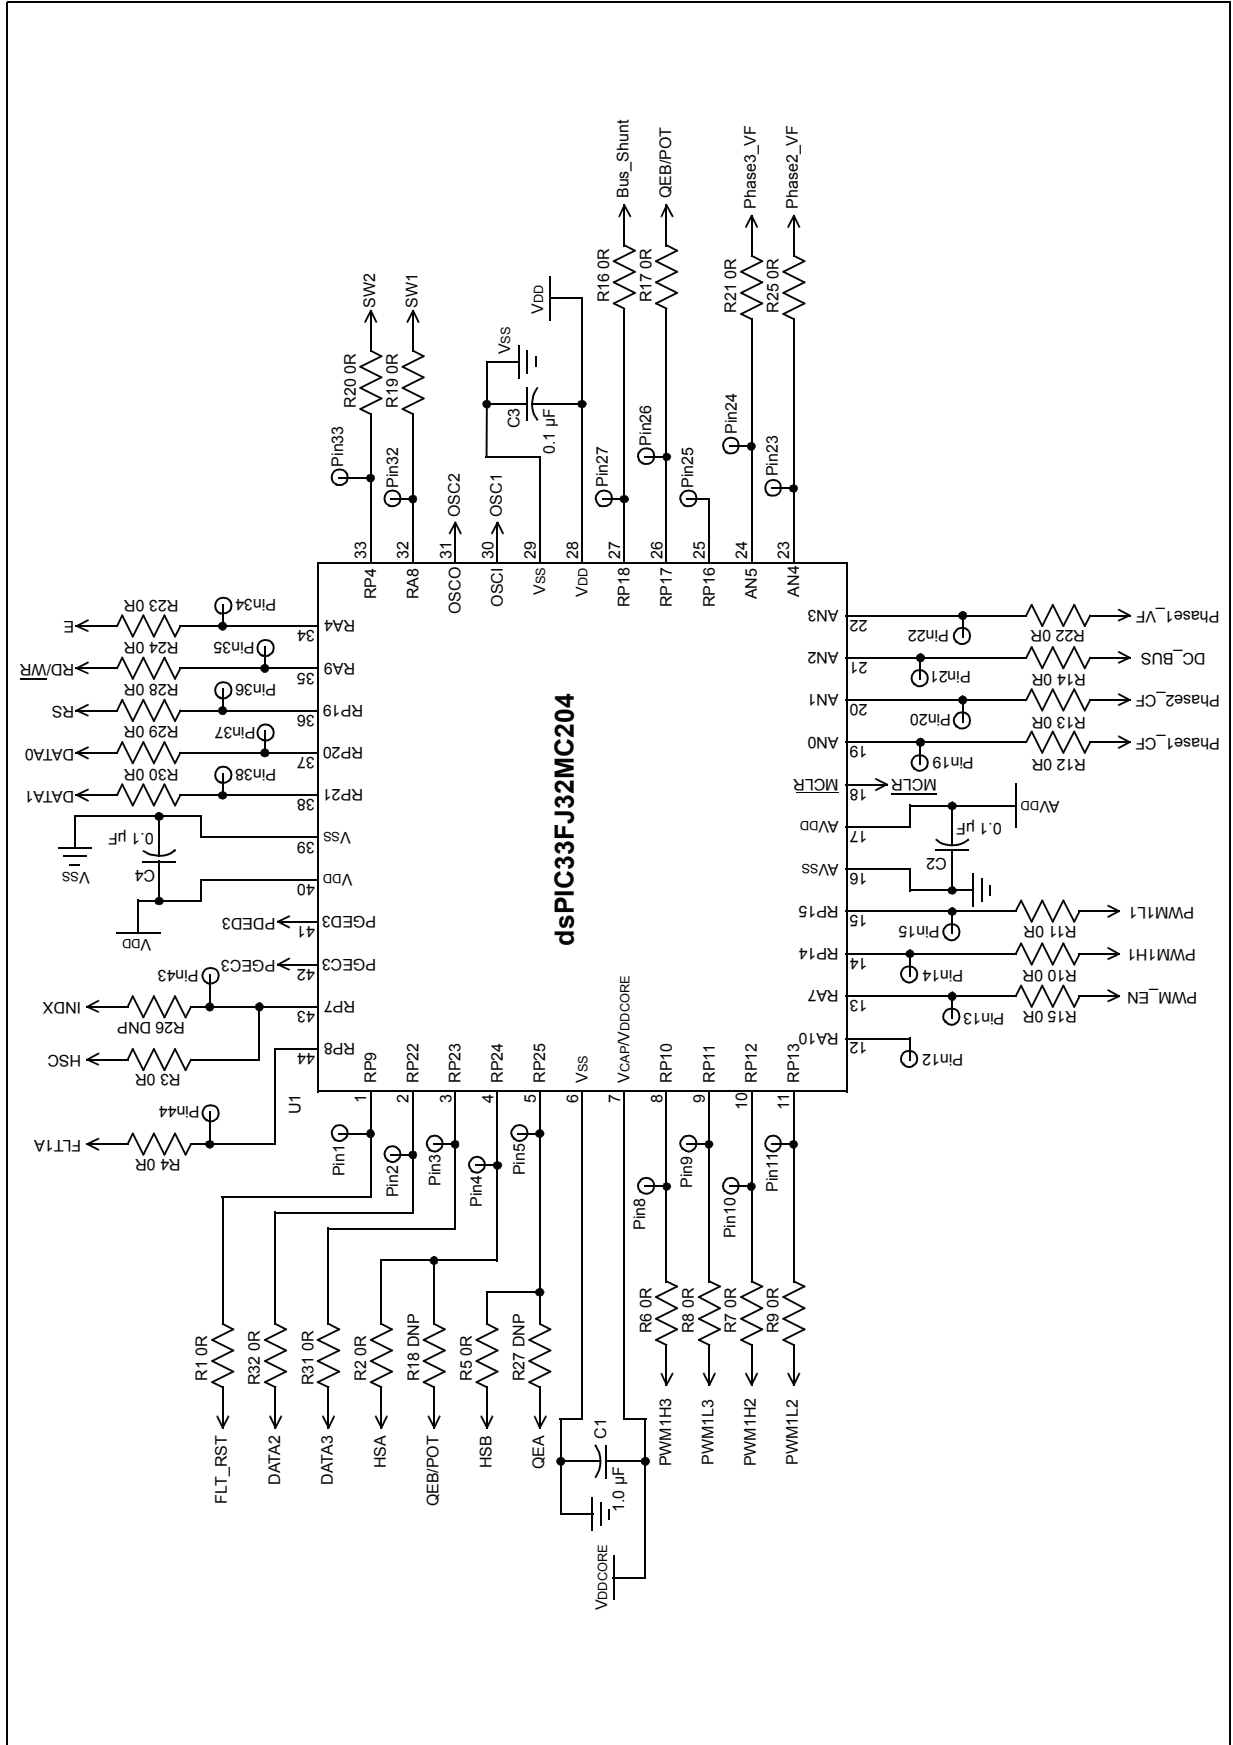 dsPIC33FJ32MC204
U1
FLT_RST
R1 0R
Pin1
1
RP9
DATA2
R32 0R
Pin2
2
RP22
DATA3
R31 0R
Pin3
3
RP23
HSA
R2 0R
QEB/POT
R18 DNP
Pin4
4
RP24
HSB
R5 0R
QEA
R27 DNP
Pin5
5
RP25
6
VSS
7
VCAP/VDDCORE
C1
1.0 µF
VDDCORE
PWM1H3
R6 0R
Pin8
8
RP10
PWM1L3
R8 0R
Pin9
9
RP11
PWM1H2
R7 0R
Pin10
10
RP12
PWM1L2
R9 0R
Pin11
11
RP13
RA10
12
Pin12
RA7
13
Pin13
R15 0R
PWM_EN
RP14
14
Pin14
R10 0R
PWM1H1
RP15
15
Pin15
R11 0R
PWM1L1
AVSS
16
AVDD
17
C2
0.1 µF
AVDD
MCLR
18
MCLR
AN0
19
Pin19
R12 0R
Phase1_CF
AN1
20
Pin20
R13 0R
Phase2_CF
AN2
21
Pin21
R14 0R
DC_BUS
AN3
22
Pin22
R22 0R
Phase1_VF
AN4
23
Pin23
R25 0R
Phase2_VF
AN5
24
Pin24
R21 0R
Phase3_VF
RP16
25
Pin25
RP17
26
Pin26
R17 0R
QEB/POT
RP18
27
Pin27
R16 0R
Bus_Shunt
VDD
28
VDD
VSS
29
VSS
C3
0.1 µF
OSCI
30
OSC1
OSCO
31
OSC2
RA8
32
Pin32
R19 0R
SW1
RP4
33
Pin33
R20 0R
SW2
RA4
34
Pin34
R23 0R
E
RA9
35
Pin35
R24 0R
RD/WR
RP19
36
Pin36
R28 0R
RS
RP20
37
Pin37
R29 0R
DATA0
RP21
38
Pin38
R30 0R
DATA1
VSS
39
VSS
C4
0.1 µF
VDD
40
VDD
PGED3
41
PDED3
PGEC3
42
PGEC3
RP7
43
Pin43
R26 DNP
INDX
R3 0R
HSC
RP8
44
Pin44
R4 0R
FLT1A